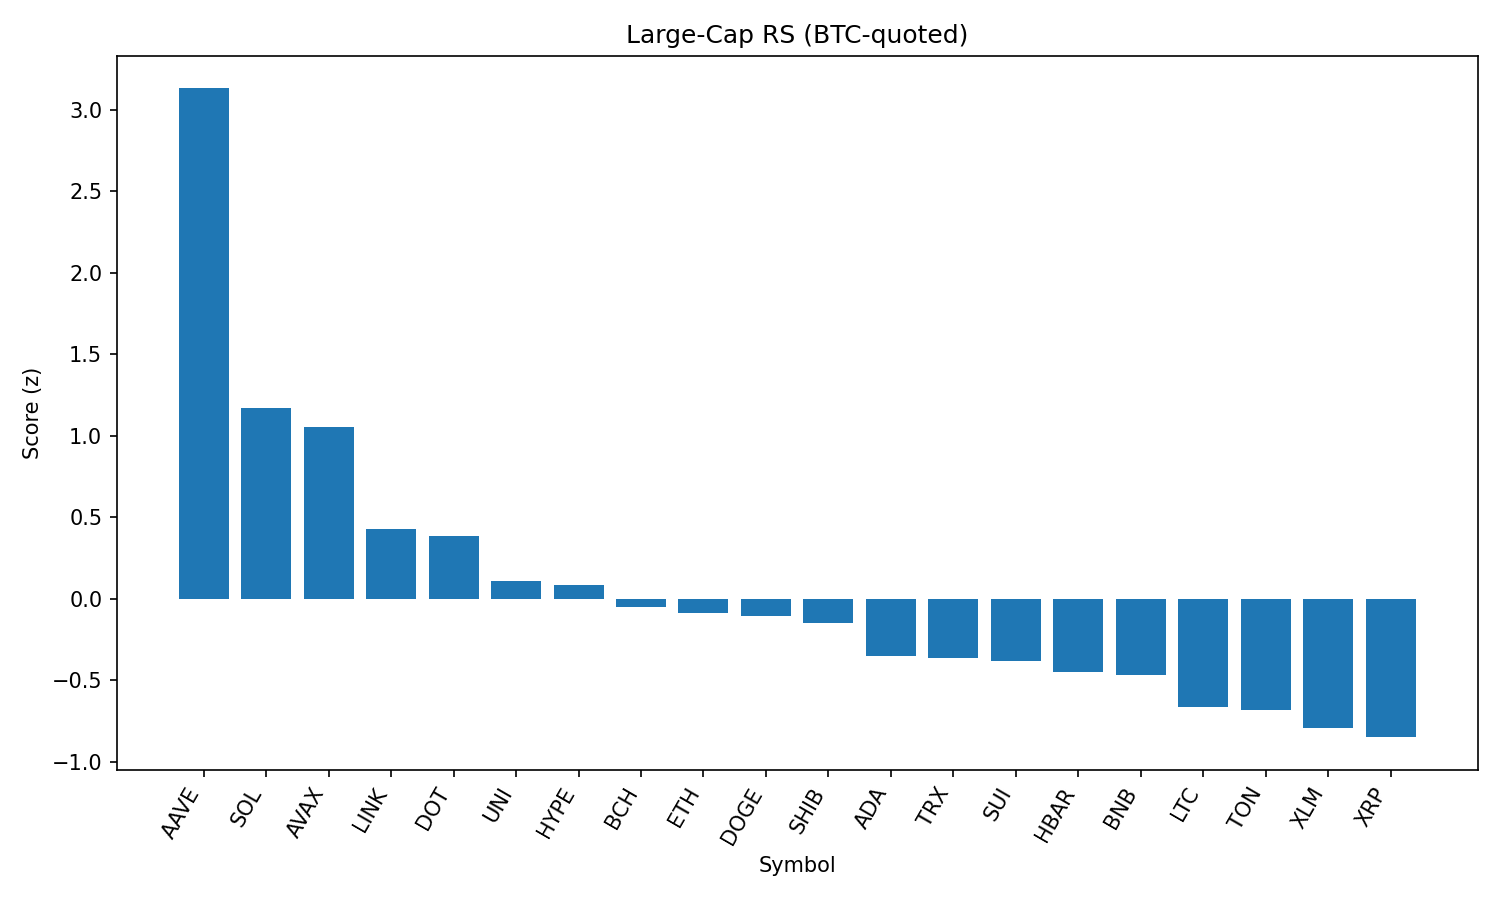 Large-Cap RS (BTC-quoted)
Score (z)
3.0
2.5
2.0
1.5
1.0
0.5
0.0
−0.5
−1.0
AAVE
SOL
AVAX
LINK
DOT
UNI
HYPE
BCH
ETH
DOGE
SHIB
ADA
TRX
SUI
HBAR
BNB
LTC
TON
XLM
XRP
Symbol